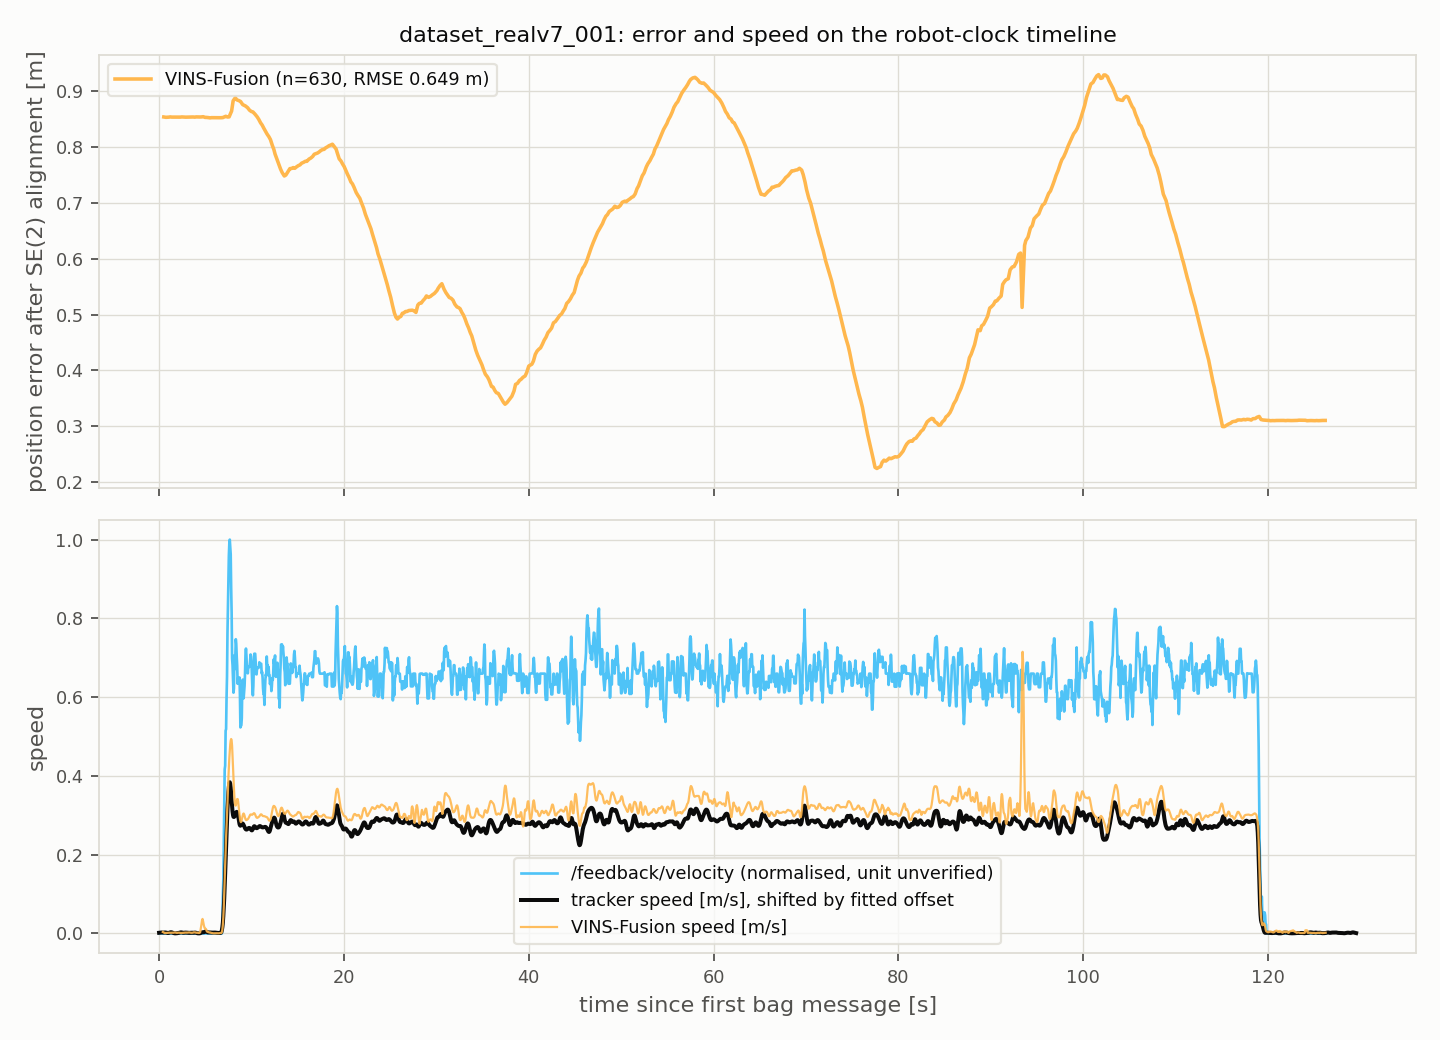 dataset_realv7_001: error and speed on the robot-clock timeline
position error after SE(2) alignment [m]
VINS-Fusion (n=630, RMSE 0.649 m)
0.9
0.8
0.7
0.6
0.5
0.4
0.3
0.2
speed
1.0
0.8
0.6
0.4
0.2
0.0
/feedback/velocity (normalised, unit unverified)
tracker speed [m/s], shifted by fitted offset
VINS-Fusion speed [m/s]
0 20 40 60 80 100 120
time since first bag message [s]